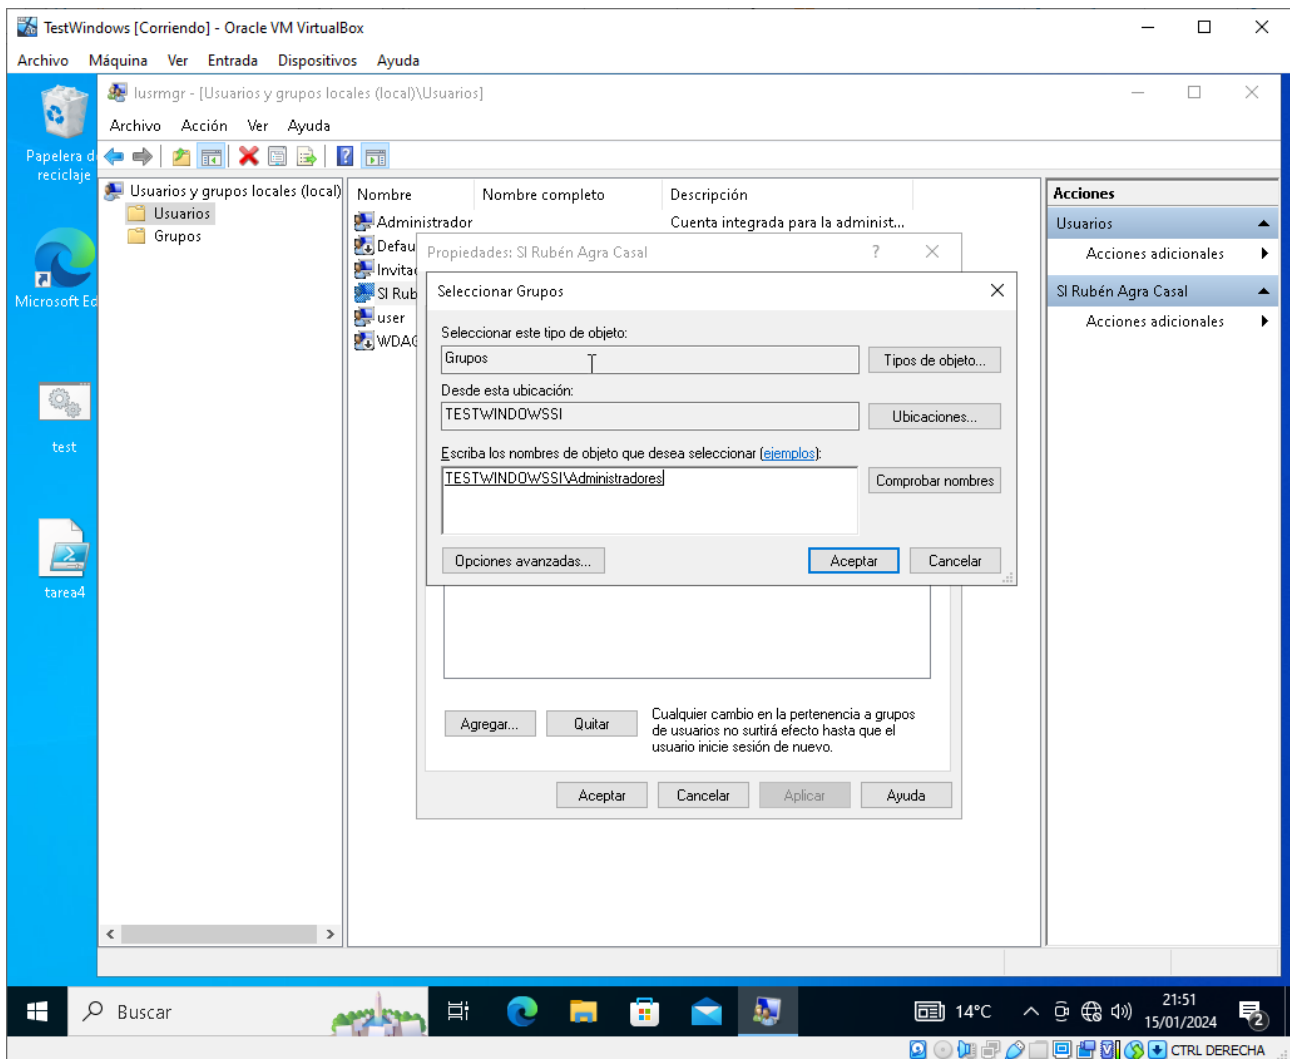 TestWindows [Corriendo] - Oracle VM VirtualBox
Archivo Máquina Ver Entrada Dispositivos Ayuda
lusrmgr - [Usuarios y grupos locales (local)\Usuarios]
Archivo Acción Ver Ayuda
Papelera d
reciclaje
Microsoft Ed
test
tarea4
Usuarios y grupos locales (local)
Usuarios
Grupos
Nombre Nombre completo Descripción
Administrador Cuenta integrada para la administ...
Defau
Invita
SI Rub
user
WDAG
Propiedades: SI Rubén Agra Casal
Seleccionar Grupos
Seleccionar este tipo de objeto:
Grupos Tipos de objeto...
Desde esta ubicación:
TESTWINDOWSSI Ubicaciones...
Escriba los nombres de objeto que desea seleccionar (ejemplos):
TESTWINDOWSSI\Administradores Comprobar nombres
Opciones avanzadas... Aceptar Cancelar
Agregar... Quitar
Cualquier cambio en la pertenencia a grupos
de usuarios no surtirá efecto hasta que el
usuario inicie sesión de nuevo.
Aceptar Cancelar Aplicar Ayuda
Acciones
Usuarios
Acciones adicionales
SI Rubén Agra Casal
Acciones adicionales
Buscar
14°C
21:51
15/01/2024
2
CTRL DERECHA